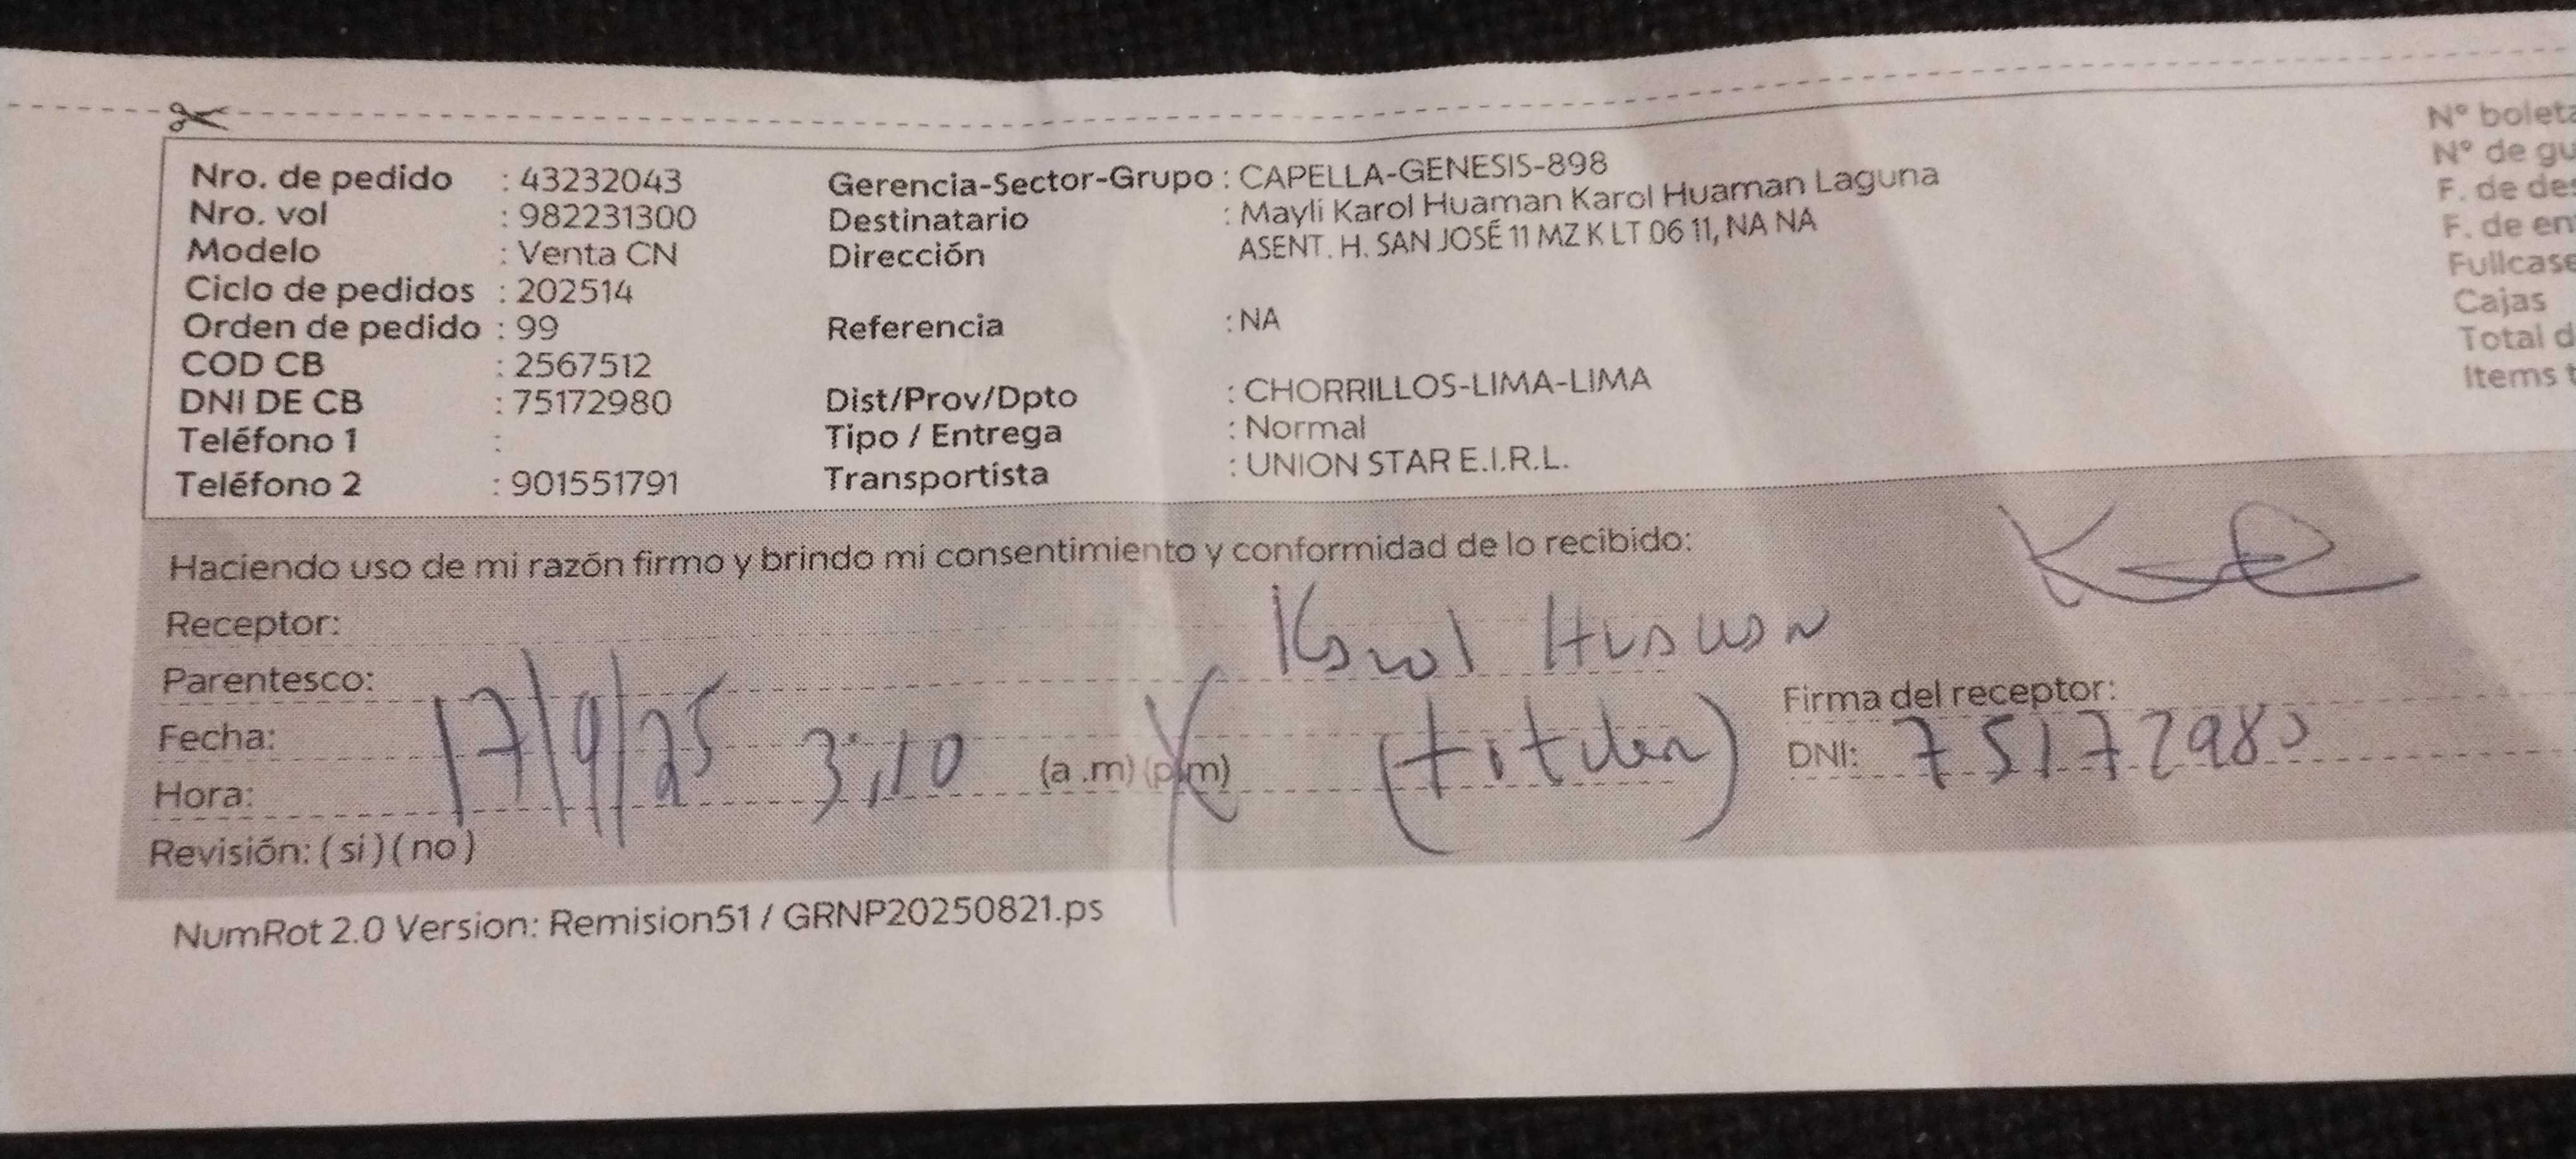 Nro. de pedido : 43232043
Nro. vol : 982231300
Modelo : Venta CN
Ciclo de pedidos : 202514
Orden de pedido : 99
COD CB : 2567512
DNI DE CB : 75172980
Teléfono 1 :
Teléfono 2 : 901551791
Gerencia-Sector-Grupo : CAPELLA-GENESIS-898
Destinatario : Mayli Karol Huaman Karol Huaman Laguna
Dirección ASENT. H. SAN JOSÉ 11 MZ K LT 06 11, NA NA
Referencia : NA
Dist/Prov/Dpto : CHORRILLOS-LIMA-LIMA
Tipo / Entrega : Normal
Transportista : UNION STAR E.I.R.L.
N° boleta
N° de gu
F. de des
F. de en
Fullcase
Cajas
Total d
Items t
Haciendo uso de mi razón firmo y brindo mi consentimiento y conformidad de lo recibido:
Receptor: Karol Huaman
Parentesco:
Fecha: 17/9/25
Hora: 3:10 (a .m) (p.m) (titular)
Revisión: ( si ) ( no )
Firma del receptor:
DNI: 75172980
NumRot 2.0 Version: Remision51 / GRNP20250821.ps